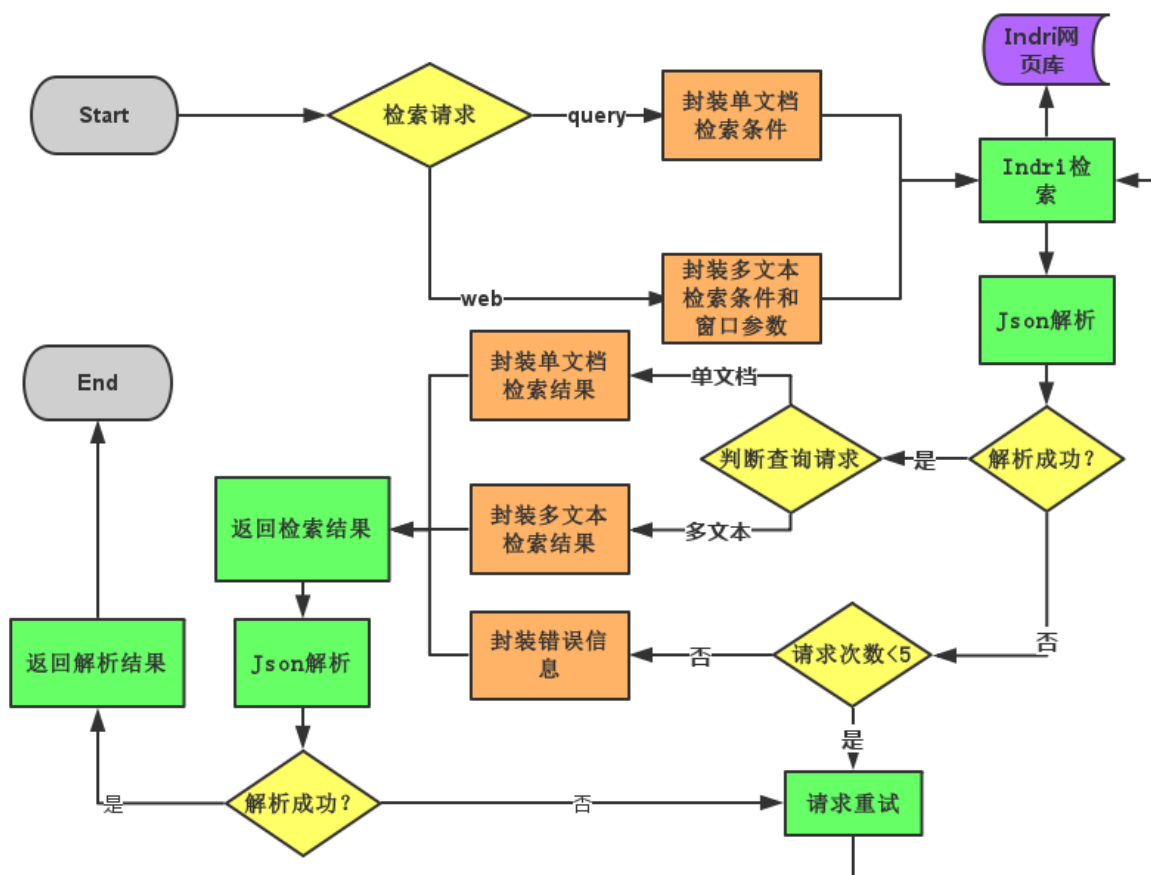 Indri网
页库
Start
检索请求
query
封装单文档
检索条件
Indri检
索
web
封装多文本
检索条件和
窗口参数
Json解析
End
封装单文档
检索结果
单文档
判断查询请求
是
解析成功?
返回检索结果
封装多文本
检索结果
多文本
返回解析结果
Json解析
封装错误信
息
否
请求次数<5
否
是
是
解析成功?
否
请求重试